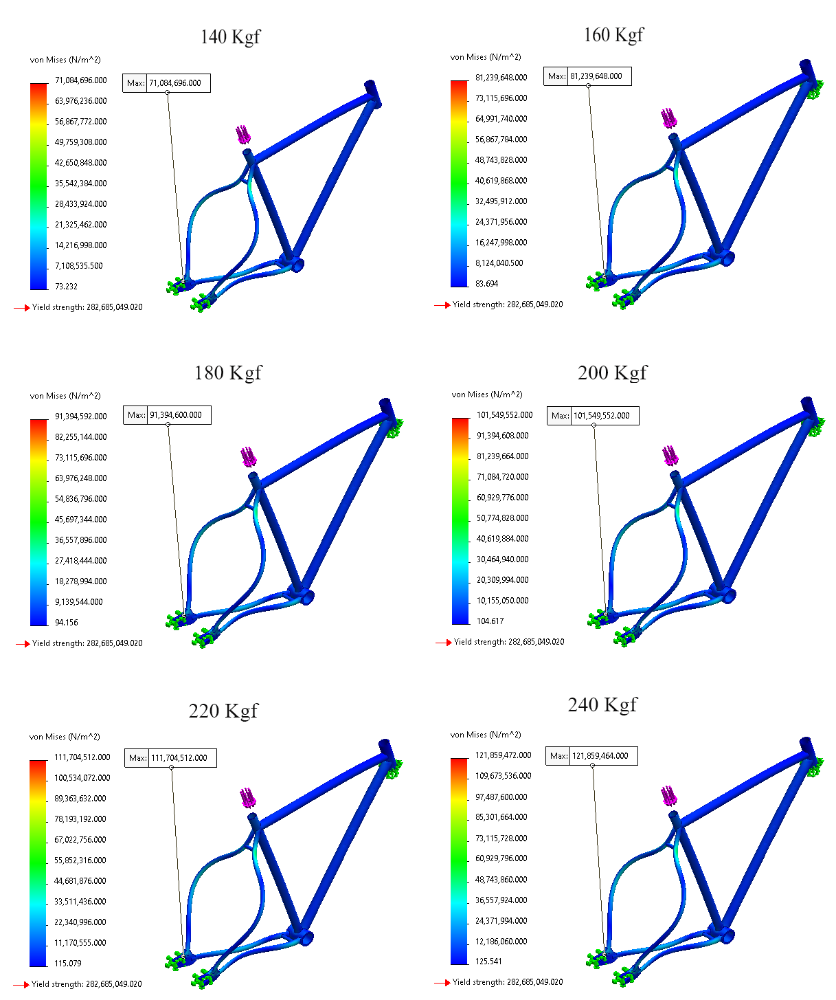 140 Kgf
von Mises (N/m^2)
71,084,696.000
63,976,236.000
56,867,772.000
49,759,308.000
42,650,848.000
35,542,384.000
28,433,924.000
21,325,462.000
14,216,998.000
7,108,535.500
73.232
Yield strength: 282,685,049.020
Max: 71,084,696.000
160 Kgf
von Mises (N/m^2)
81,239,648.000
73,115,696.000
64,991,740.000
56,867,784.000
48,743,828.000
40,619,868.000
32,495,912.000
24,371,956.000
16,247,998.000
8,124,040.500
83.694
Yield strength: 282,685,049.020
Max: 81,239,648.000
180 Kgf
von Mises (N/m^2)
91,394,592.000
82,255,144.000
73,115,696.000
63,976,248.000
54,836,796.000
45,697,344.000
36,557,896.000
27,418,444.000
18,278,994.000
9,139,544.000
94.156
Yield strength: 282,685,049.020
Max: 91,394,600.000
200 Kgf
von Mises (N/m^2)
101,549,552.000
91,394,608.000
81,239,664.000
71,084,720.000
60,929,776.000
50,774,828.000
40,619,884.000
30,464,940.000
20,309,994.000
10,155,050.000
104.617
Yield strength: 282,685,049.020
Max: 101,549,552.000
220 Kgf
von Mises (N/m^2)
111,704,512.000
100,534,072.000
89,363,632.000
78,193,192.000
67,022,756.000
55,852,316.000
44,681,876.000
33,511,436.000
22,340,996.000
11,170,555.000
115.079
Yield strength: 282,685,049.020
Max: 111,704,512.000
240 Kgf
von Mises (N/m^2)
121,859,472.000
109,673,536.000
97,487,600.000
85,301,664.000
73,115,728.000
60,929,796.000
48,743,860.000
36,557,924.000
24,371,994.000
12,186,060.000
125.541
Yield strength: 282,685,049.020
Max: 121,859,464.000